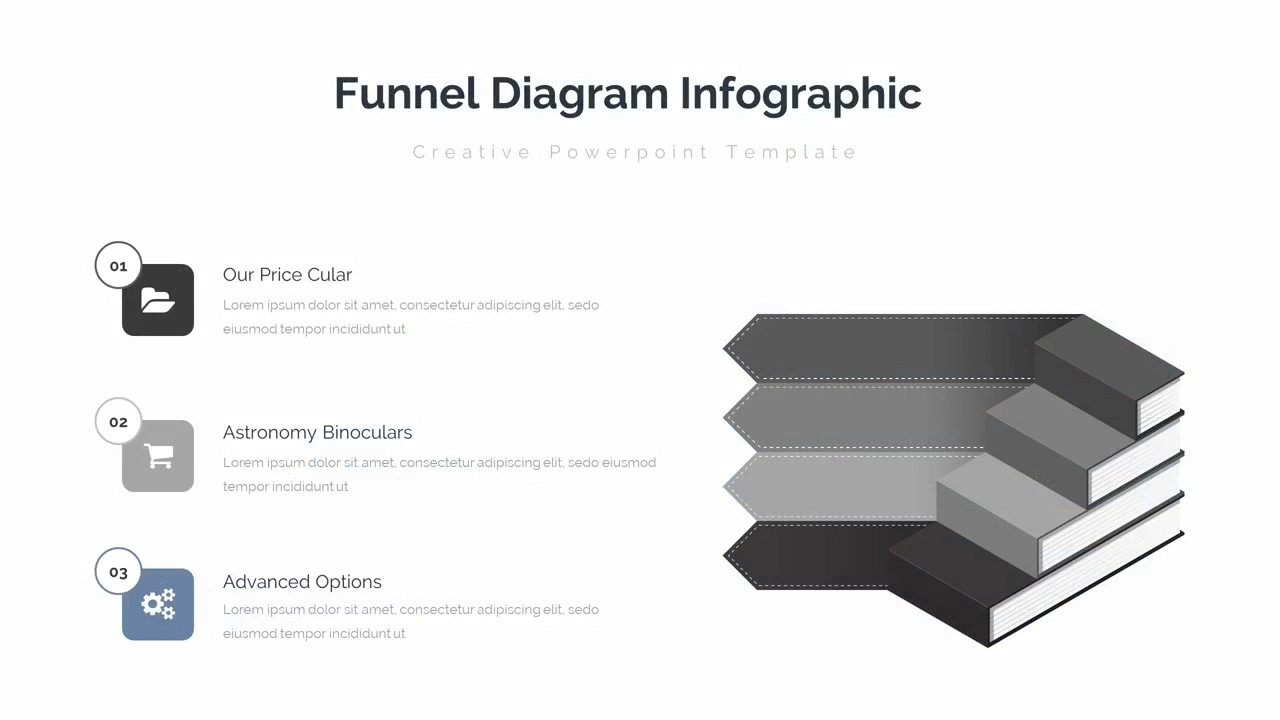 Funnel Diagram Infographic
Creative Powerpoint Template
01
Our Price Cular
Lorem ipsum dolor sit amet, consectetur adipiscing elit, sedo
eiusmod tempor incididunt ut
02
Astronomy Binoculars
Lorem ipsum dolor sit amet, consectetur adipiscing elit, sedo eiusmod
tempor incididunt ut
03
Advanced Options
Lorem ipsum dolor sit amet, consectetur adipiscing elit, sedo
eiusmod tempor incididunt ut